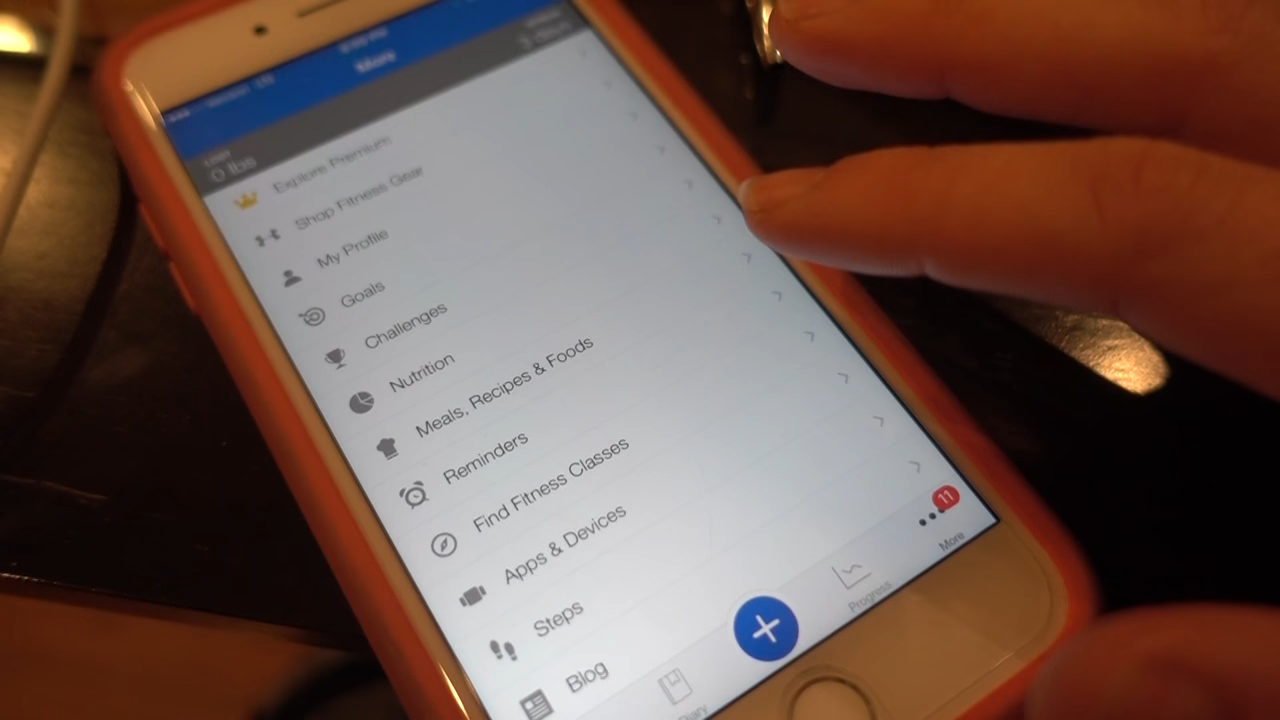 More
LOST
0 lbs
Explore Premium
Shop Fitness Gear
My Profile
Goals
Challenges
Nutrition
Meals, Recipes & Foods
Reminders
Find Fitness Classes
Apps & Devices
Steps
Blog
Diary
Progress
11
More